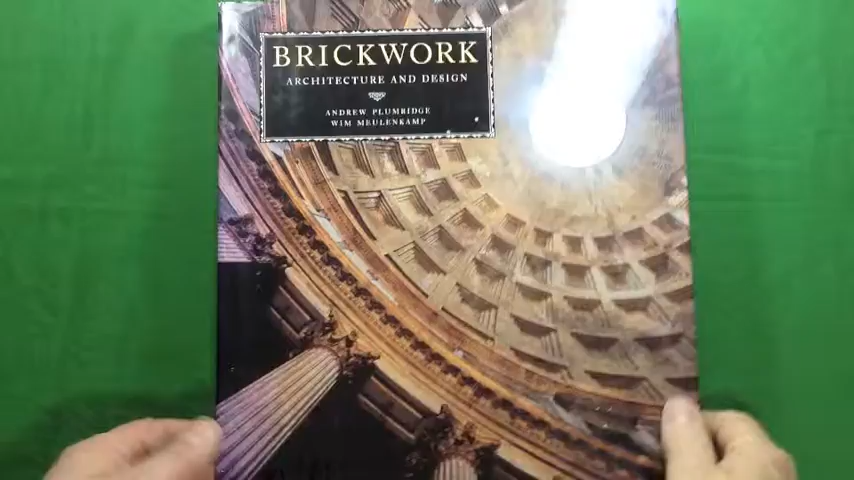 BRICKWORK
ARCHITECTURE AND DESIGN
ANDREW PLUMRIDGE
WIM MEULENKAMP